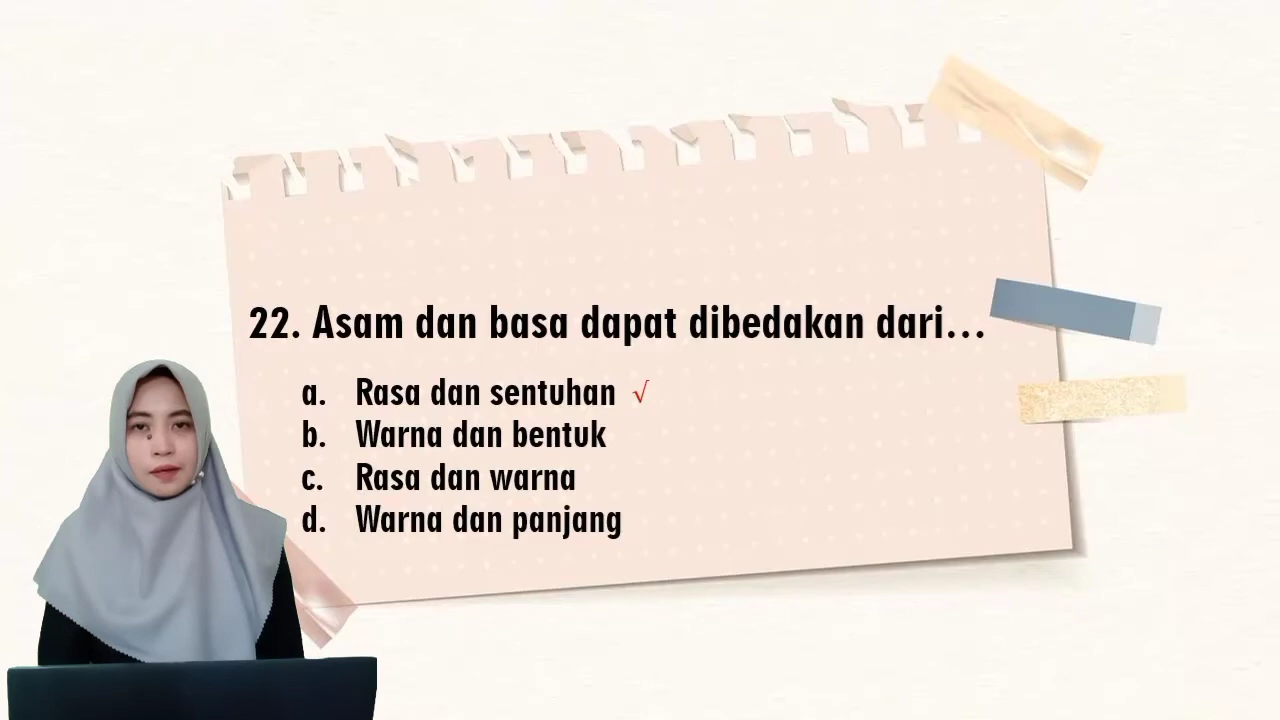 22. Asam dan basa dapat dibedakan dari...
a. Rasa dan sentuhan √
b. Warna dan bentuk
c. Rasa dan warna
d. Warna dan panjang